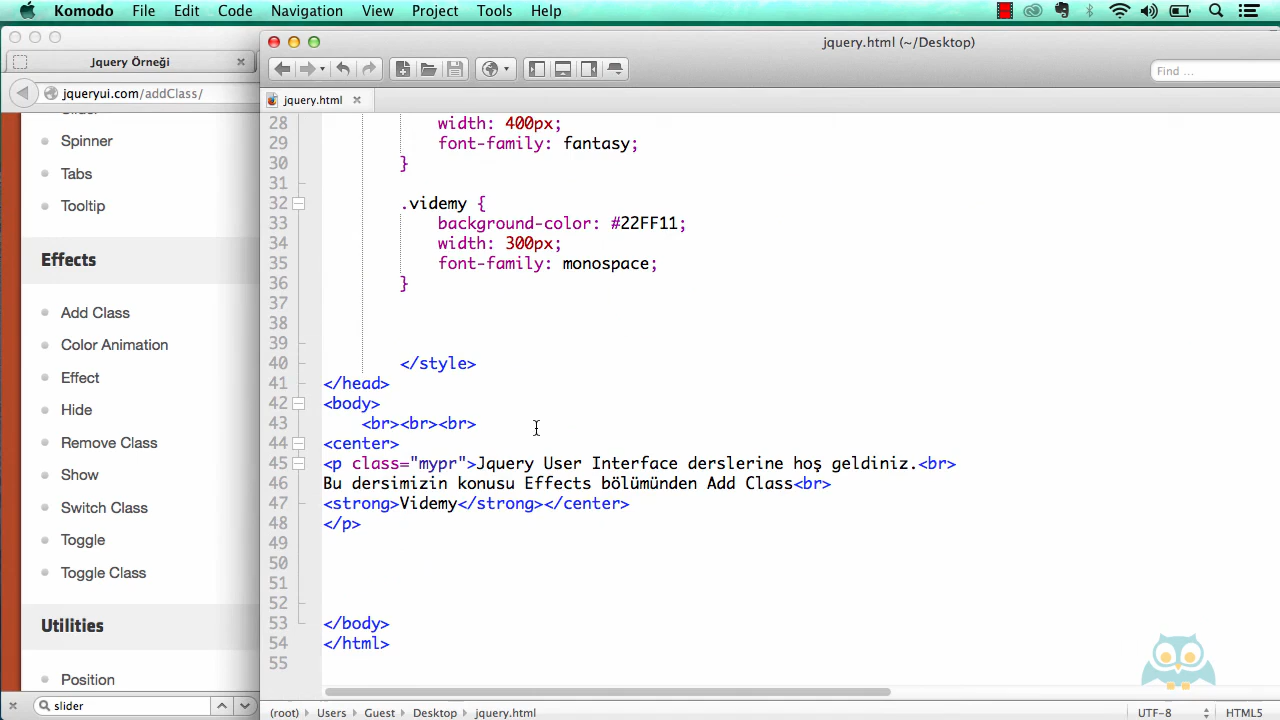 Komodo File Edit Code Navigation View Project Tools Help
jquery.html (~/Desktop)
Jquery Örneği
Find ...
jqueryui.com/addClass/
jquery.html
Spinner
Tabs
Tooltip
Effects
Add Class
Color Animation
Effect
Hide
Remove Class
Show
Switch Class
Toggle
Toggle Class
Utilities
Position
slider
28 width: 400px;
29 font-family: fantasy;
30 }
31
32 .videmy {
33 background-color: #22FF11;
34 width: 300px;
35 font-family: monospace;
36 }
37
38
39
40 </style>
41 </head>
42 <body>
43 <br><br><br>
44 <center>
45 <p class="mypr">Jquery User Interface derslerine hoş geldiniz.<br>
46 Bu dersimizin konusu Effects bölümünden Add Class<br>
47 <strong>Videmy</strong></center>
48 </p>
49
50
51
52
53 </body>
54 </html>
55
(root) Users Guest Desktop jquery.html
UTF-8 HTML5